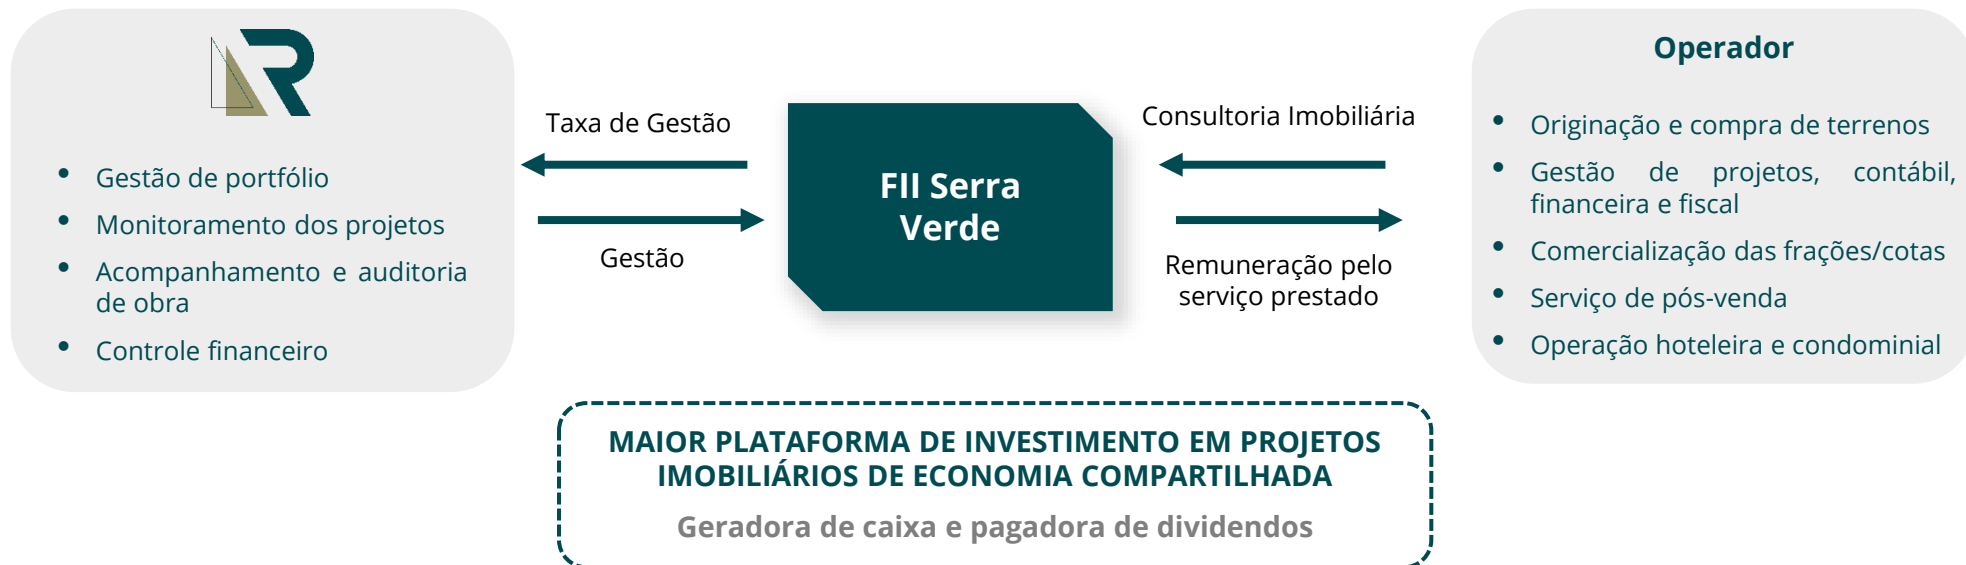 Gestão de portfólio
Monitoramento dos projetos
Acompanhamento e auditoria
de obra
Controle financeiro
Taxa de Gestão
Gestão
FII Serra
Verde
Consultoria Imobiliária
Remuneração pelo
serviço prestado
Operador
Originação e compra de terrenos
Gestão de projetos, contábil,
financeira e fiscal
Comercialização das frações/cotas
Serviço de pós-venda
Operação hoteleira e condominial
MAIOR PLATAFORMA DE INVESTIMENTO EM PROJETOS
IMOBILIÁRIOS DE ECONOMIA COMPARTILHADA
Geradora de caixa e pagadora de dividendos